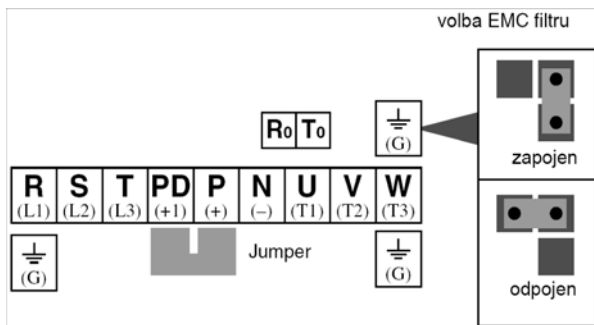 volba EMC filtru
R0 T0
(G)
zapojen
R S T PD P N U V W
(L1) (L2) (L3) (+1) (+) (–) (T1) (T2) (T3)
(G)
Jumper
(G)
odpojen